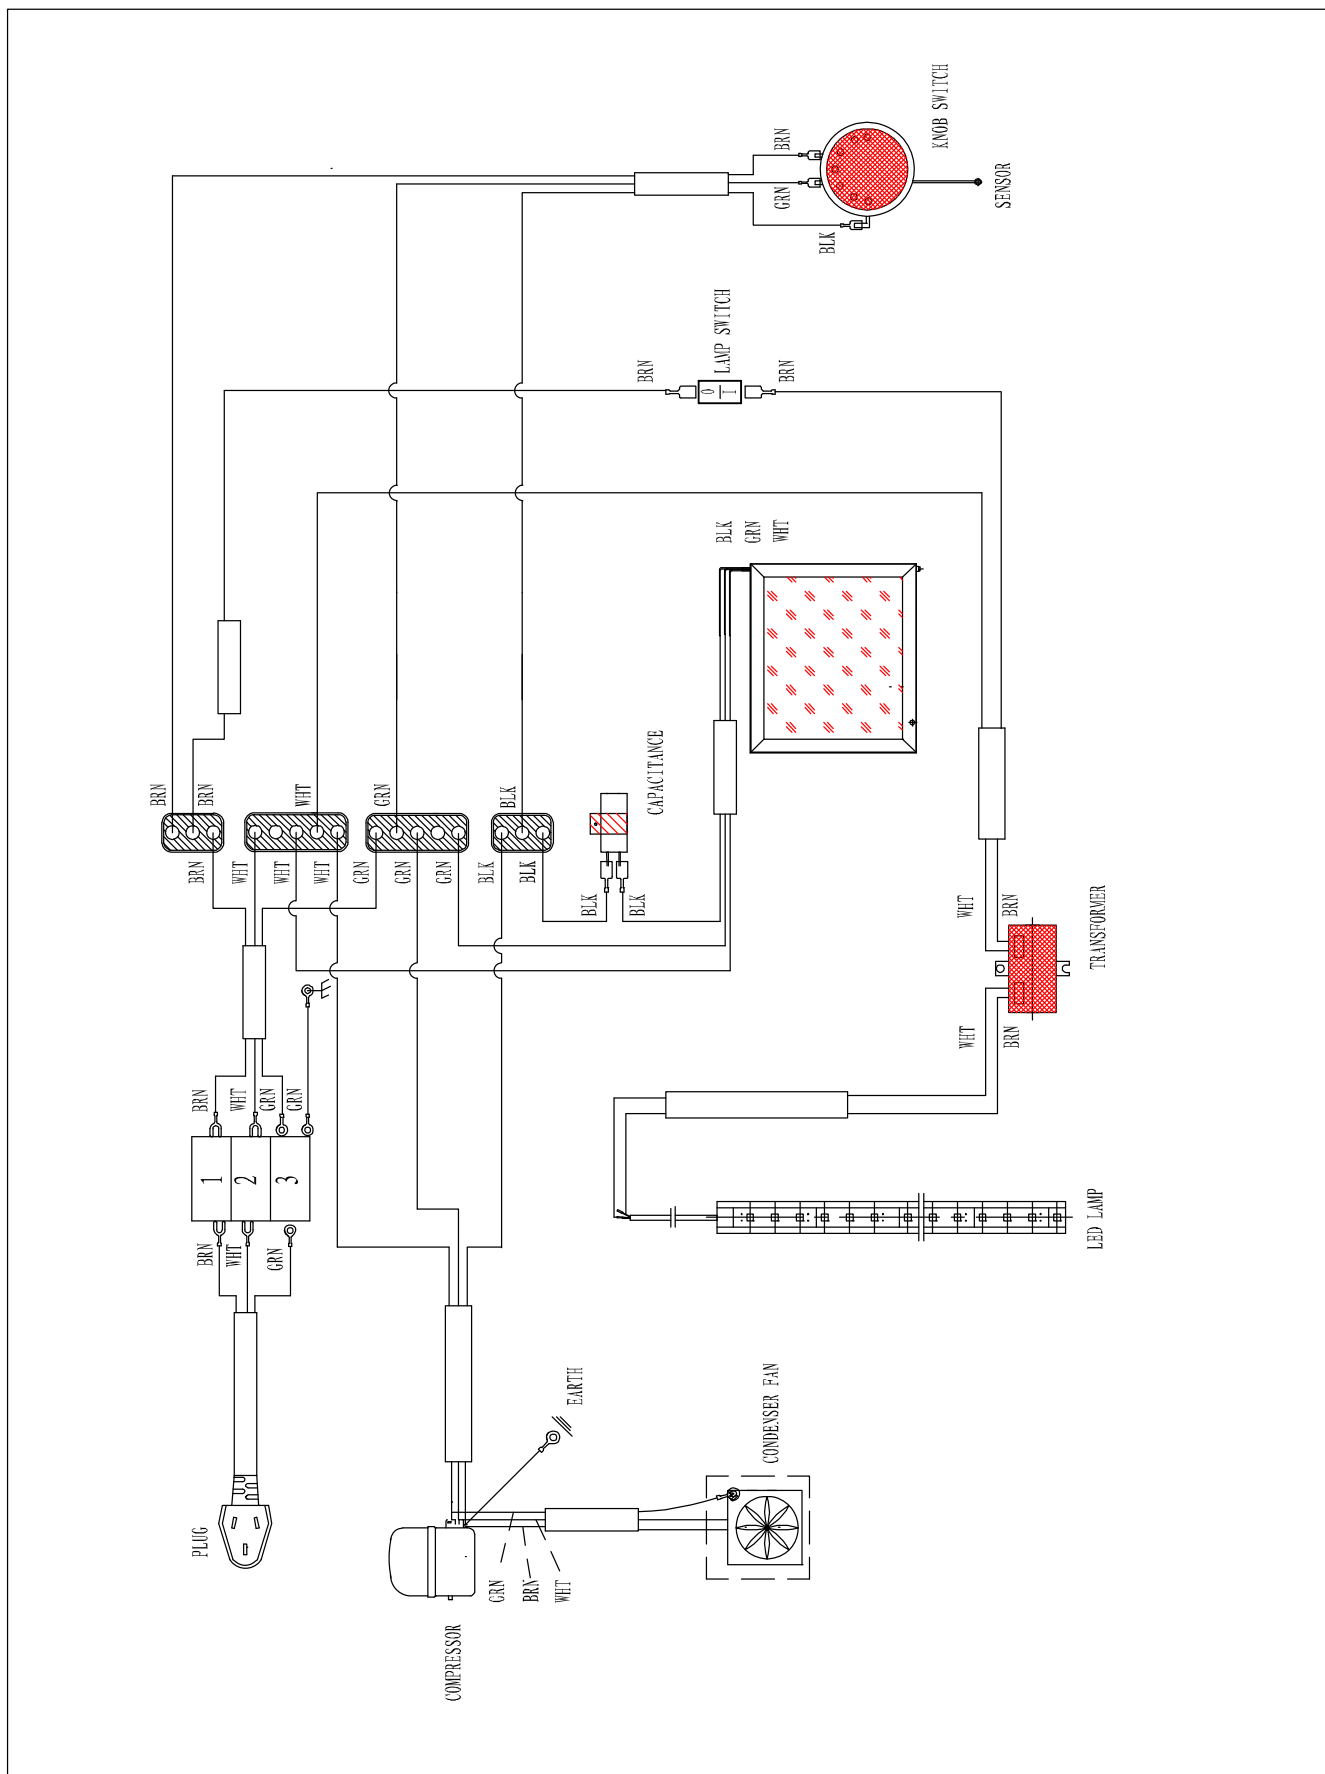 BRN
PLUG
BRN
BRN
BRN
BRN
1
WHT
WHT
WHT
2
GRN
GRN
WHT
3
GRN
WHT
WHT
GRN
GRN
GRN
GRN
COMPRESSOR
BLK
GRN
BLK
BRN
BLK
WHT
EARTH
BLK
BLK
BRN
CAPACITANCE
0
I
LAMP SWITCH
BLK
GRN
WHT
CONDENSER FAN
BRN
GRN
BRN
BLK
KNOB SWITCH
WHT
WHT
SENSOR
BRN
BRN
LED LAMP
TRANSFORMER